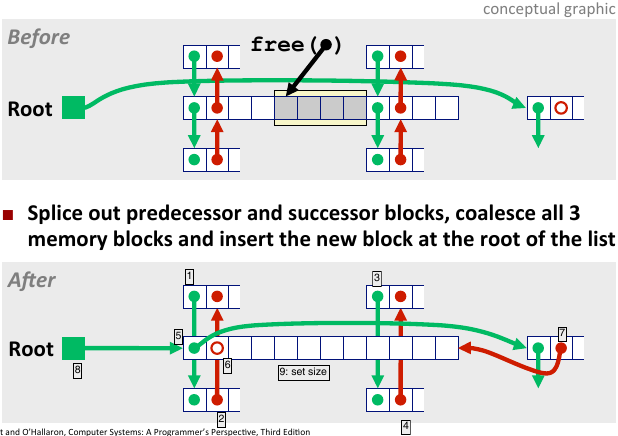 conceptual graphic
Before
free( )
Root
Splice out predecessor and successor blocks, coalesce all 3
memory blocks and insert the new block at the root of the list
After
1
3
5
7
Root
6
8
9: set size
2
4
t and O'Hallaron, Computer Systems: A Programmer's Perspective, Third Edition